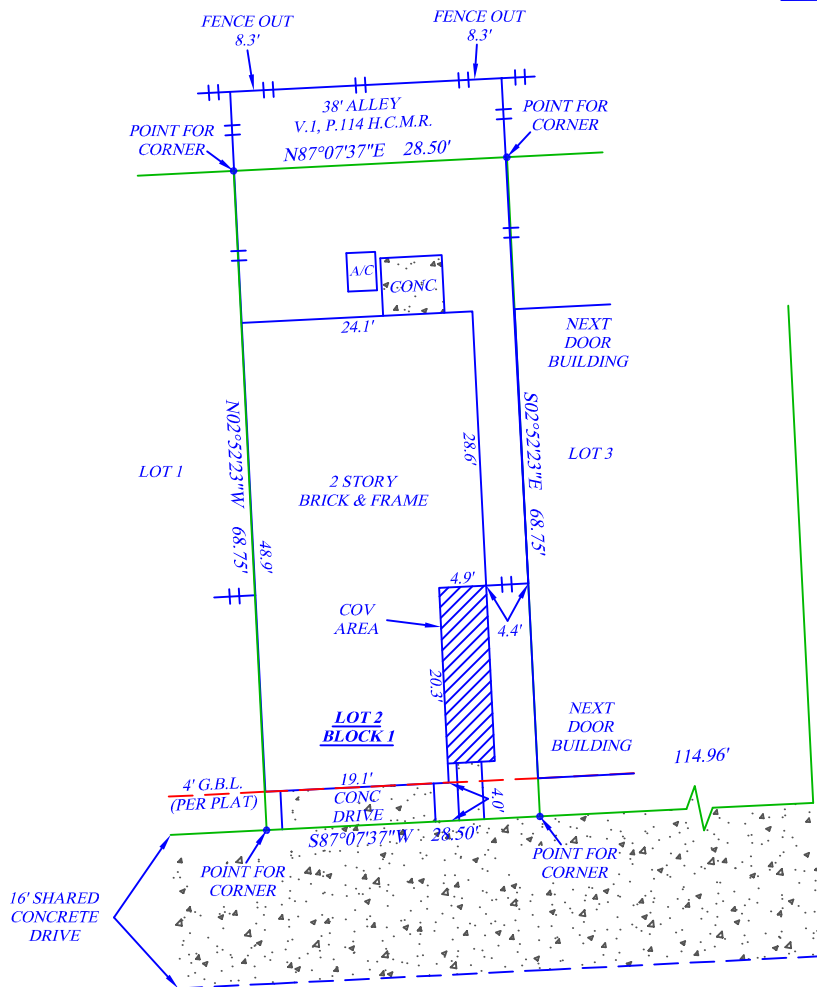 FENCE OUT
8.3'
FENCE OUT
8.3'
38' ALLEY
V.1, P.114 H.C.M.R.
POINT FOR
CORNER
POINT FOR
CORNER
N87°07'37"E 28.50'
A/C
CONC.
24.1'
NEXT
DOOR
BUILDING
N02°52'23"W 68.75'
S02°52'23"E 68.75'
28.6'
LOT 1
LOT 3
2 STORY
BRICK & FRAME
48.9'
4.9'
COV
AREA
4.4'
20.3'
LOT 2
BLOCK 1
NEXT
DOOR
BUILDING
114.96'
4' G.B.L.
(PER PLAT)
19.1'
CONC
DRIVE
4.0'
S87°07'37"W 28.50'
POINT FOR
CORNER
POINT FOR
CORNER
16' SHARED
CONCRETE
DRIVE